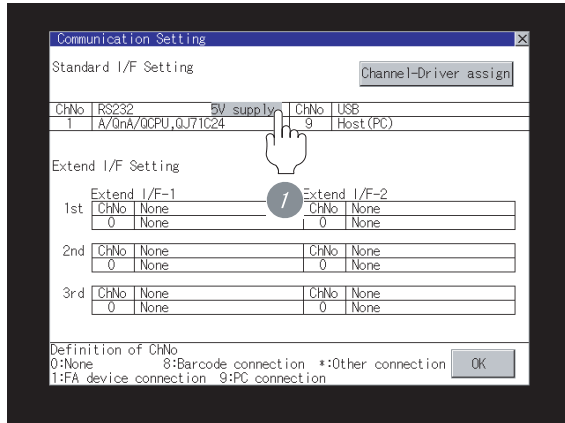 Communication Setting X
Standard I/F Setting
Channel-Driver assign
ChNo RS232 5V supply ChNo USB
1 A/QnA/QCPU,QJ71C24 9 Host(PC)
Extend I/F Setting
1
Extend I/F-1 Extend I/F-2
1st ChNo None ChNo None
0 None 0 None
2nd ChNo None ChNo None
0 None 0 None
3rd ChNo None ChNo None
0 None 0 None
Definition of ChNo
0:None 8:Barcode connection *:Other connection OK
1:FA device connection 9:PC connection